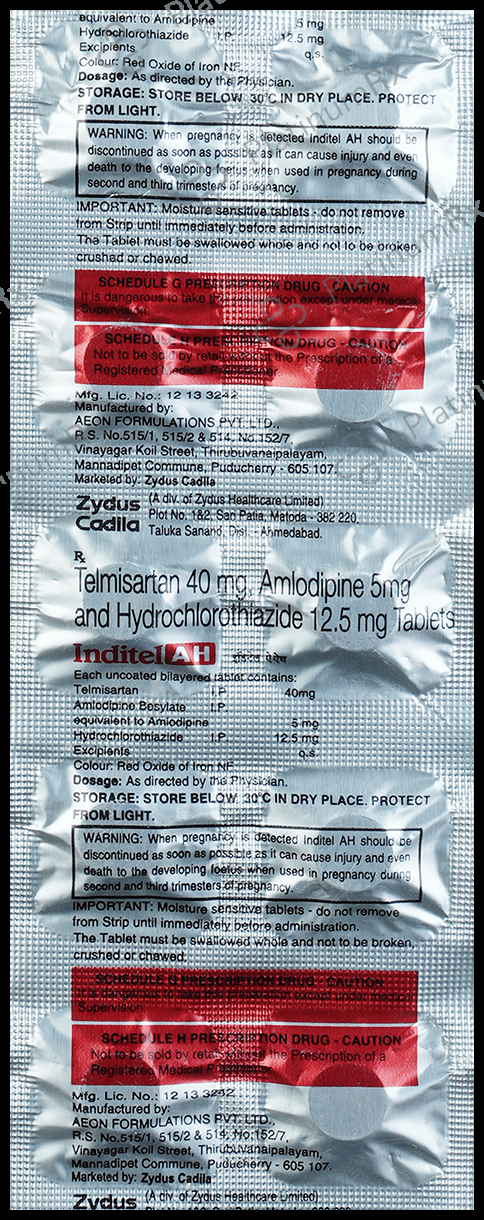 equivalent to Amlodipine 5 mg
Hydrochlorothiazide I.P. 12.5 mg
Excipients q.s.
Colour: Red Oxide of Iron NF
Dosage: As directed by the Physician.
STORAGE: STORE BELOW 30°C IN DRY PLACE. PROTECT
FROM LIGHT.
WARNING: When pregnancy is detected Inditel AH should be
discontinued as soon as possible as it can cause injury and even
death to the developing foetus when used in pregnancy during
second and third trimesters of pregnancy.
IMPORTANT: Moisture sensitive tablets - do not remove
from Strip until immediately before administration.
The Tablet must be swallowed whole and not to be broken,
crushed or chewed.
SCHEDULE G PRESCRIPTION DRUG - CAUTION
It is dangerous to take this preparation except under medical
Supervision.
SCHEDULE H PRESCRIPTION DRUG - CAUTION
Not to be sold by retail without the Prescription of a
Registered Medical Practitioner
Mfg. Lic. No.: 12 13 3242
Manufactured by:
AEON FORMULATIONS PVT. LTD.,
R.S. No.515/1, 515/2 & 514, No.152/7,
Vinayagar Koil Street, Thirubuvanaipalayam,
Mannadipet Commune, Puducherry - 605 107.
Marketed by: Zydus Cadila
Zydus Cadila
(A div. of Zydus Healthcare Limited)
Plot No. 1&2, Sari Patia, Matoda - 382 220,
Taluka Sanand, Dist. - Ahmedabad.
Rx
Telmisartan 40 mg, Amlodipine 5mg
and Hydrochlorothiazide 12.5 mg Tablets
Inditel AH इंडिटेल ऐऐच
Each uncoated bilayered tablet contains:
Telmisartan I.P. 40mg
Amlodipine Besylate I.P.
equivalent to Amlodipine 5 mg
Hydrochlorothiazide I.P. 12.5 mg
Excipients q.s.
Colour: Red Oxide of Iron NF
Dosage: As directed by the Physician.
STORAGE: STORE BELOW 30°C IN DRY PLACE. PROTECT
FROM LIGHT.
WARNING: When pregnancy is detected Inditel AH should be
discontinued as soon as possible as it can cause injury and even
death to the developing foetus when used in pregnancy during
second and third trimesters of pregnancy.
IMPORTANT: Moisture sensitive tablets - do not remove
from Strip until immediately before administration.
The Tablet must be swallowed whole and not to be broken,
crushed or chewed.
SCHEDULE G PRESCRIPTION DRUG - CAUTION
It is dangerous to take this preparation except under medical
Supervision.
SCHEDULE H PRESCRIPTION DRUG - CAUTION
Not to be sold by retail without the Prescription of a
Registered Medical Practitioner
Mfg. Lic. No.: 12 13 3242
Manufactured by:
AEON FORMULATIONS PVT. LTD.,
R.S. No.515/1, 515/2 & 514, No.152/7,
Vinayagar Koil Street, Thirubuvanaipalayam,
Mannadipet Commune, Puducherry - 605 107.
Marketed by: Zydus Cadila
Zydus (A div. of Zydus Healthcare Limited)